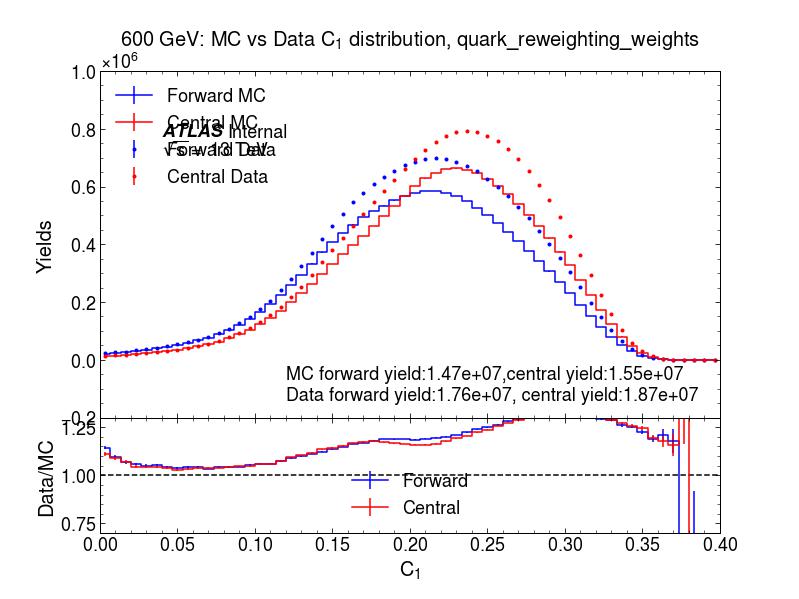 600 GeV: MC vs Data C₁ distribution, quark_reweighting_weights
×10⁶
1.0
0.8
0.6
0.4
0.2
0.0
0.2
Yields
Forward MC
Central MC
ATLAS Internal
√s = 13 TeV
Forward Data
Central Data
MC forward yield:1.47e+07,central yield:1.55e+07
Data forward yield:1.76e+07, central yield:1.87e+07
1.25
1.00
0.75
Data/MC
Forward
Central
0.00 0.05 0.10 0.15 0.20 0.25 0.30 0.35 0.40
C₁